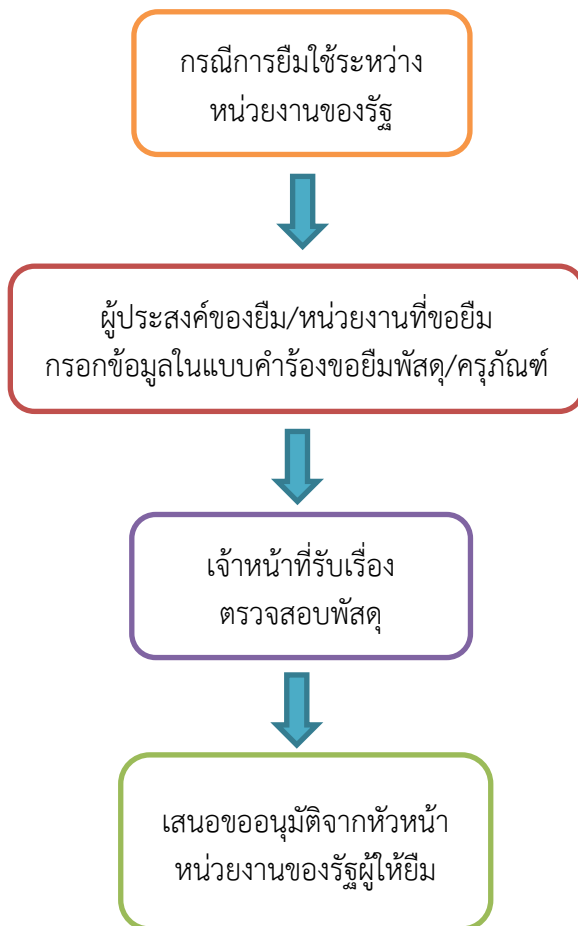 กรณีการยืมใช้ระหว่าง
หน่วยงานของรัฐ
ผู้ประสงค์ของยืม/หน่วยงานที่ขอยืม
กรอกข้อมูลในแบบคำร้องขอยืมพัสดุ/ครุภัณฑ์
เจ้าหน้าที่รับเรื่อง
ตรวจสอบพัสดุ
เสนอขออนุมัติจากหัวหน้า
หน่วยงานของรัฐผู้ให้ยืม